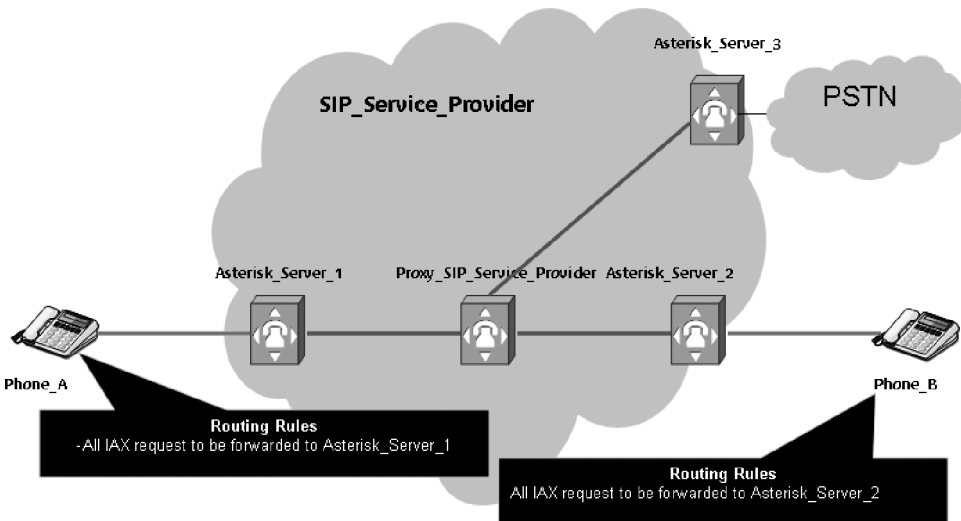 Asterisk_Server_3
PSTN
SIP_Service_Provider
Asterisk_Server_1
Proxy_SIP_Service_Provider
Asterisk_Server_2
Phone_A
Phone_B
Routing Rules
-All IAX request to be forwarded to Asterisk_Server_1
Routing Rules
All IAX request to be forwarded to Asterisk_Server_2